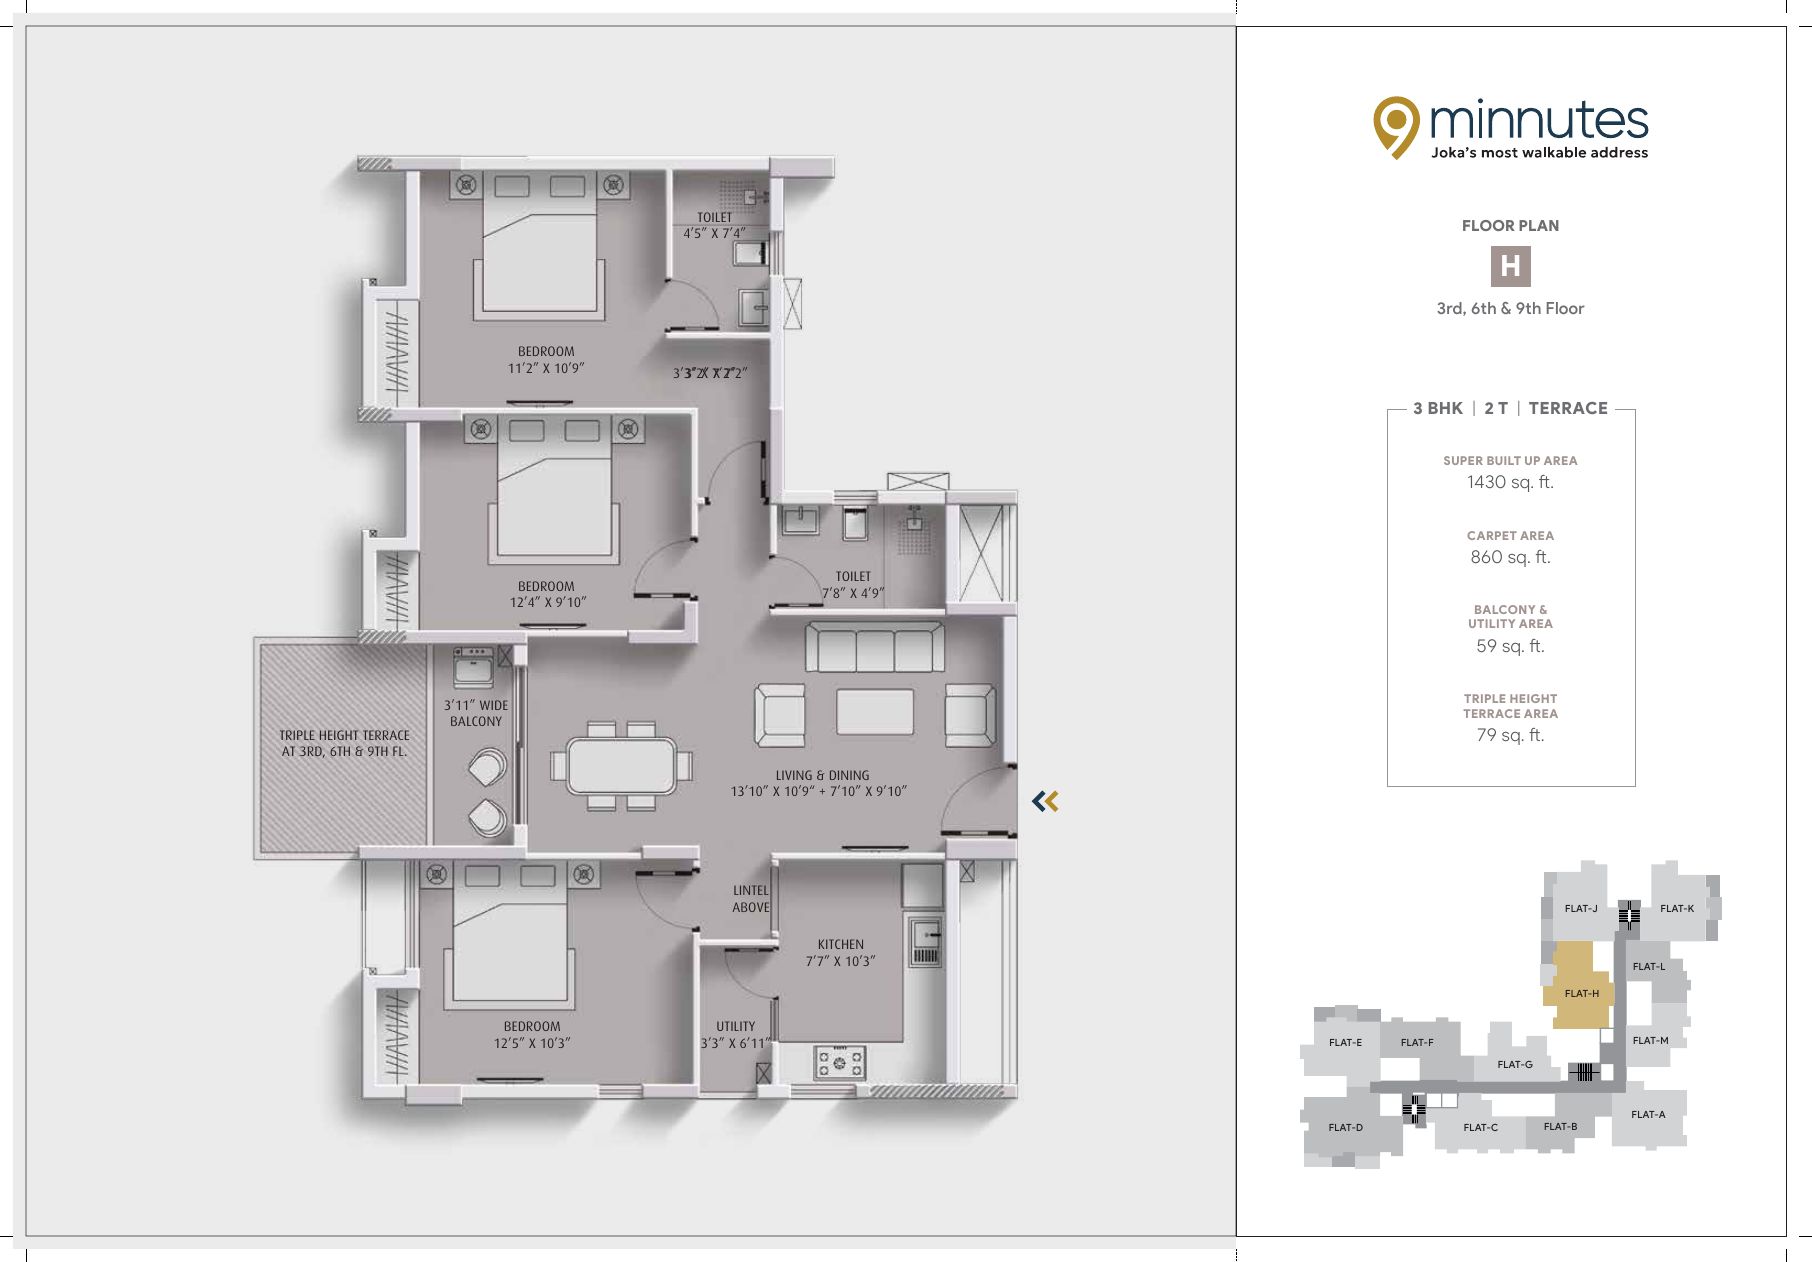 TOILET
4'5" X 7'4"
BEDROOM
11'2" X 10'9"
BEDROOM
12'4" X 9'10"
TOILET
7'8" X 4'9"
3'11" WIDE
BALCONY
TRIPLE HEIGHT TERRACE
AT 3RD, 6TH & 9TH FL.
LIVING & DINING
13'10" X 10'9" + 7'10" X 9'10"
LINTEL
ABOVE
KITCHEN
7'7" X 10'3"
BEDROOM
12'5" X 10'3"
UTILITY
3'3" X 6'11"
9 minnutes
Joka's most walkable address
FLOOR PLAN
H
3rd, 6th & 9th Floor
3 BHK | 2 T | TERRACE
SUPER BUILT UP AREA
1430 sq. ft.
CARPET AREA
860 sq. ft.
BALCONY &
UTILITY AREA
59 sq. ft.
TRIPLE HEIGHT
TERRACE AREA
79 sq. ft.
FLAT-J
FLAT-K
FLAT-L
FLAT-H
FLAT-E
FLAT-F
FLAT-M
FLAT-G
FLAT-D
FLAT-C
FLAT-B
FLAT-A